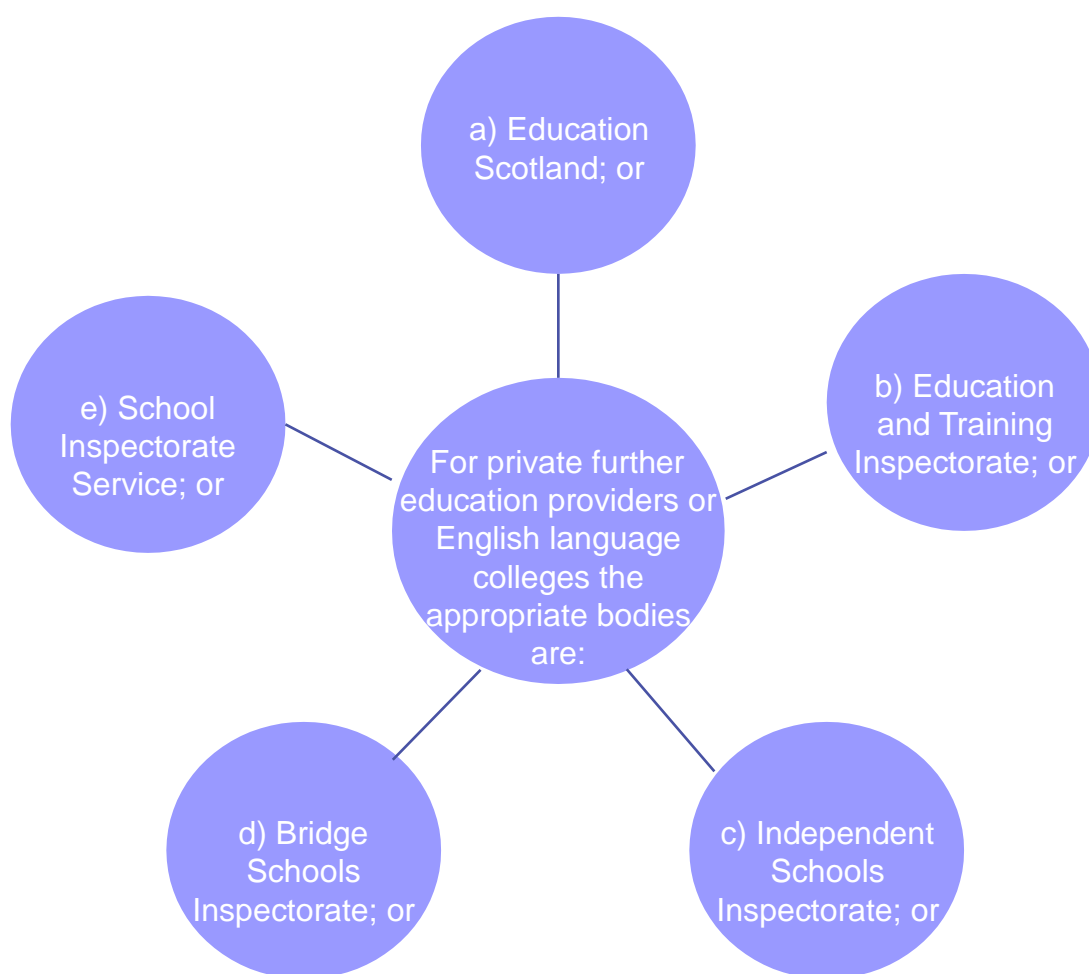 a) Education
Scotland; or
b) Education
and Training
Inspectorate; or
e) School
Inspectorate
Service; or
For private further
education providers or
English language
colleges the
appropriate bodies
are:
d) Bridge
Schools
Inspectorate; or
c) Independent
Schools
Inspectorate; or